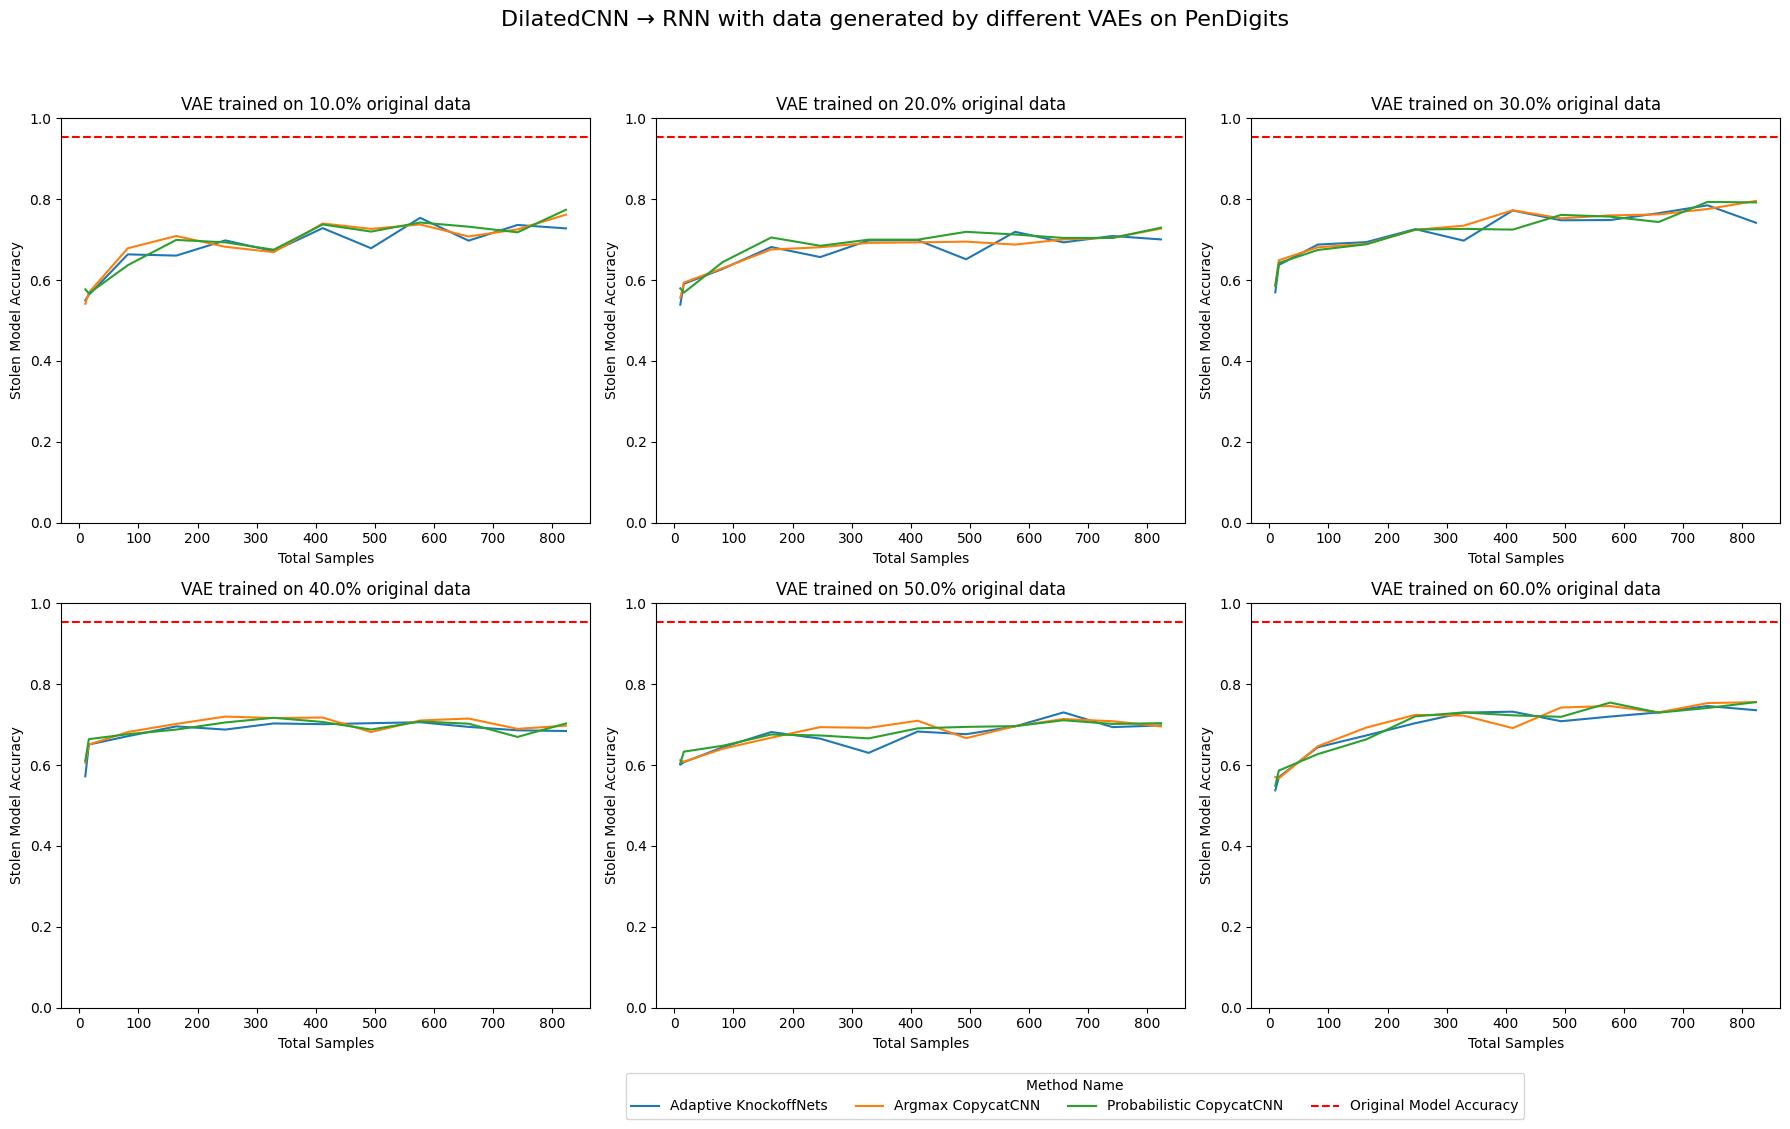 DilatedCNN → RNN with data generated by different VAEs on PenDigits
VAE trained on 10.0% original data
1.0
0.8
0.6
0.4
0.2
0.0
Stolen Model Accuracy
0 100 200 300 400 500 600 700 800
Total Samples
VAE trained on 20.0% original data
1.0
0.8
0.6
0.4
0.2
0.0
Stolen Model Accuracy
0 100 200 300 400 500 600 700 800
Total Samples
VAE trained on 30.0% original data
1.0
0.8
0.6
0.4
0.2
0.0
Stolen Model Accuracy
0 100 200 300 400 500 600 700 800
Total Samples
VAE trained on 40.0% original data
1.0
0.8
0.6
0.4
0.2
0.0
Stolen Model Accuracy
0 100 200 300 400 500 600 700 800
Total Samples
VAE trained on 50.0% original data
1.0
0.8
0.6
0.4
0.2
0.0
Stolen Model Accuracy
0 100 200 300 400 500 600 700 800
Total Samples
VAE trained on 60.0% original data
1.0
0.8
0.6
0.4
0.2
0.0
Stolen Model Accuracy
0 100 200 300 400 500 600 700 800
Total Samples
Method Name
Adaptive KnockoffNets Argmax CopycatCNN Probabilistic CopycatCNN Original Model Accuracy